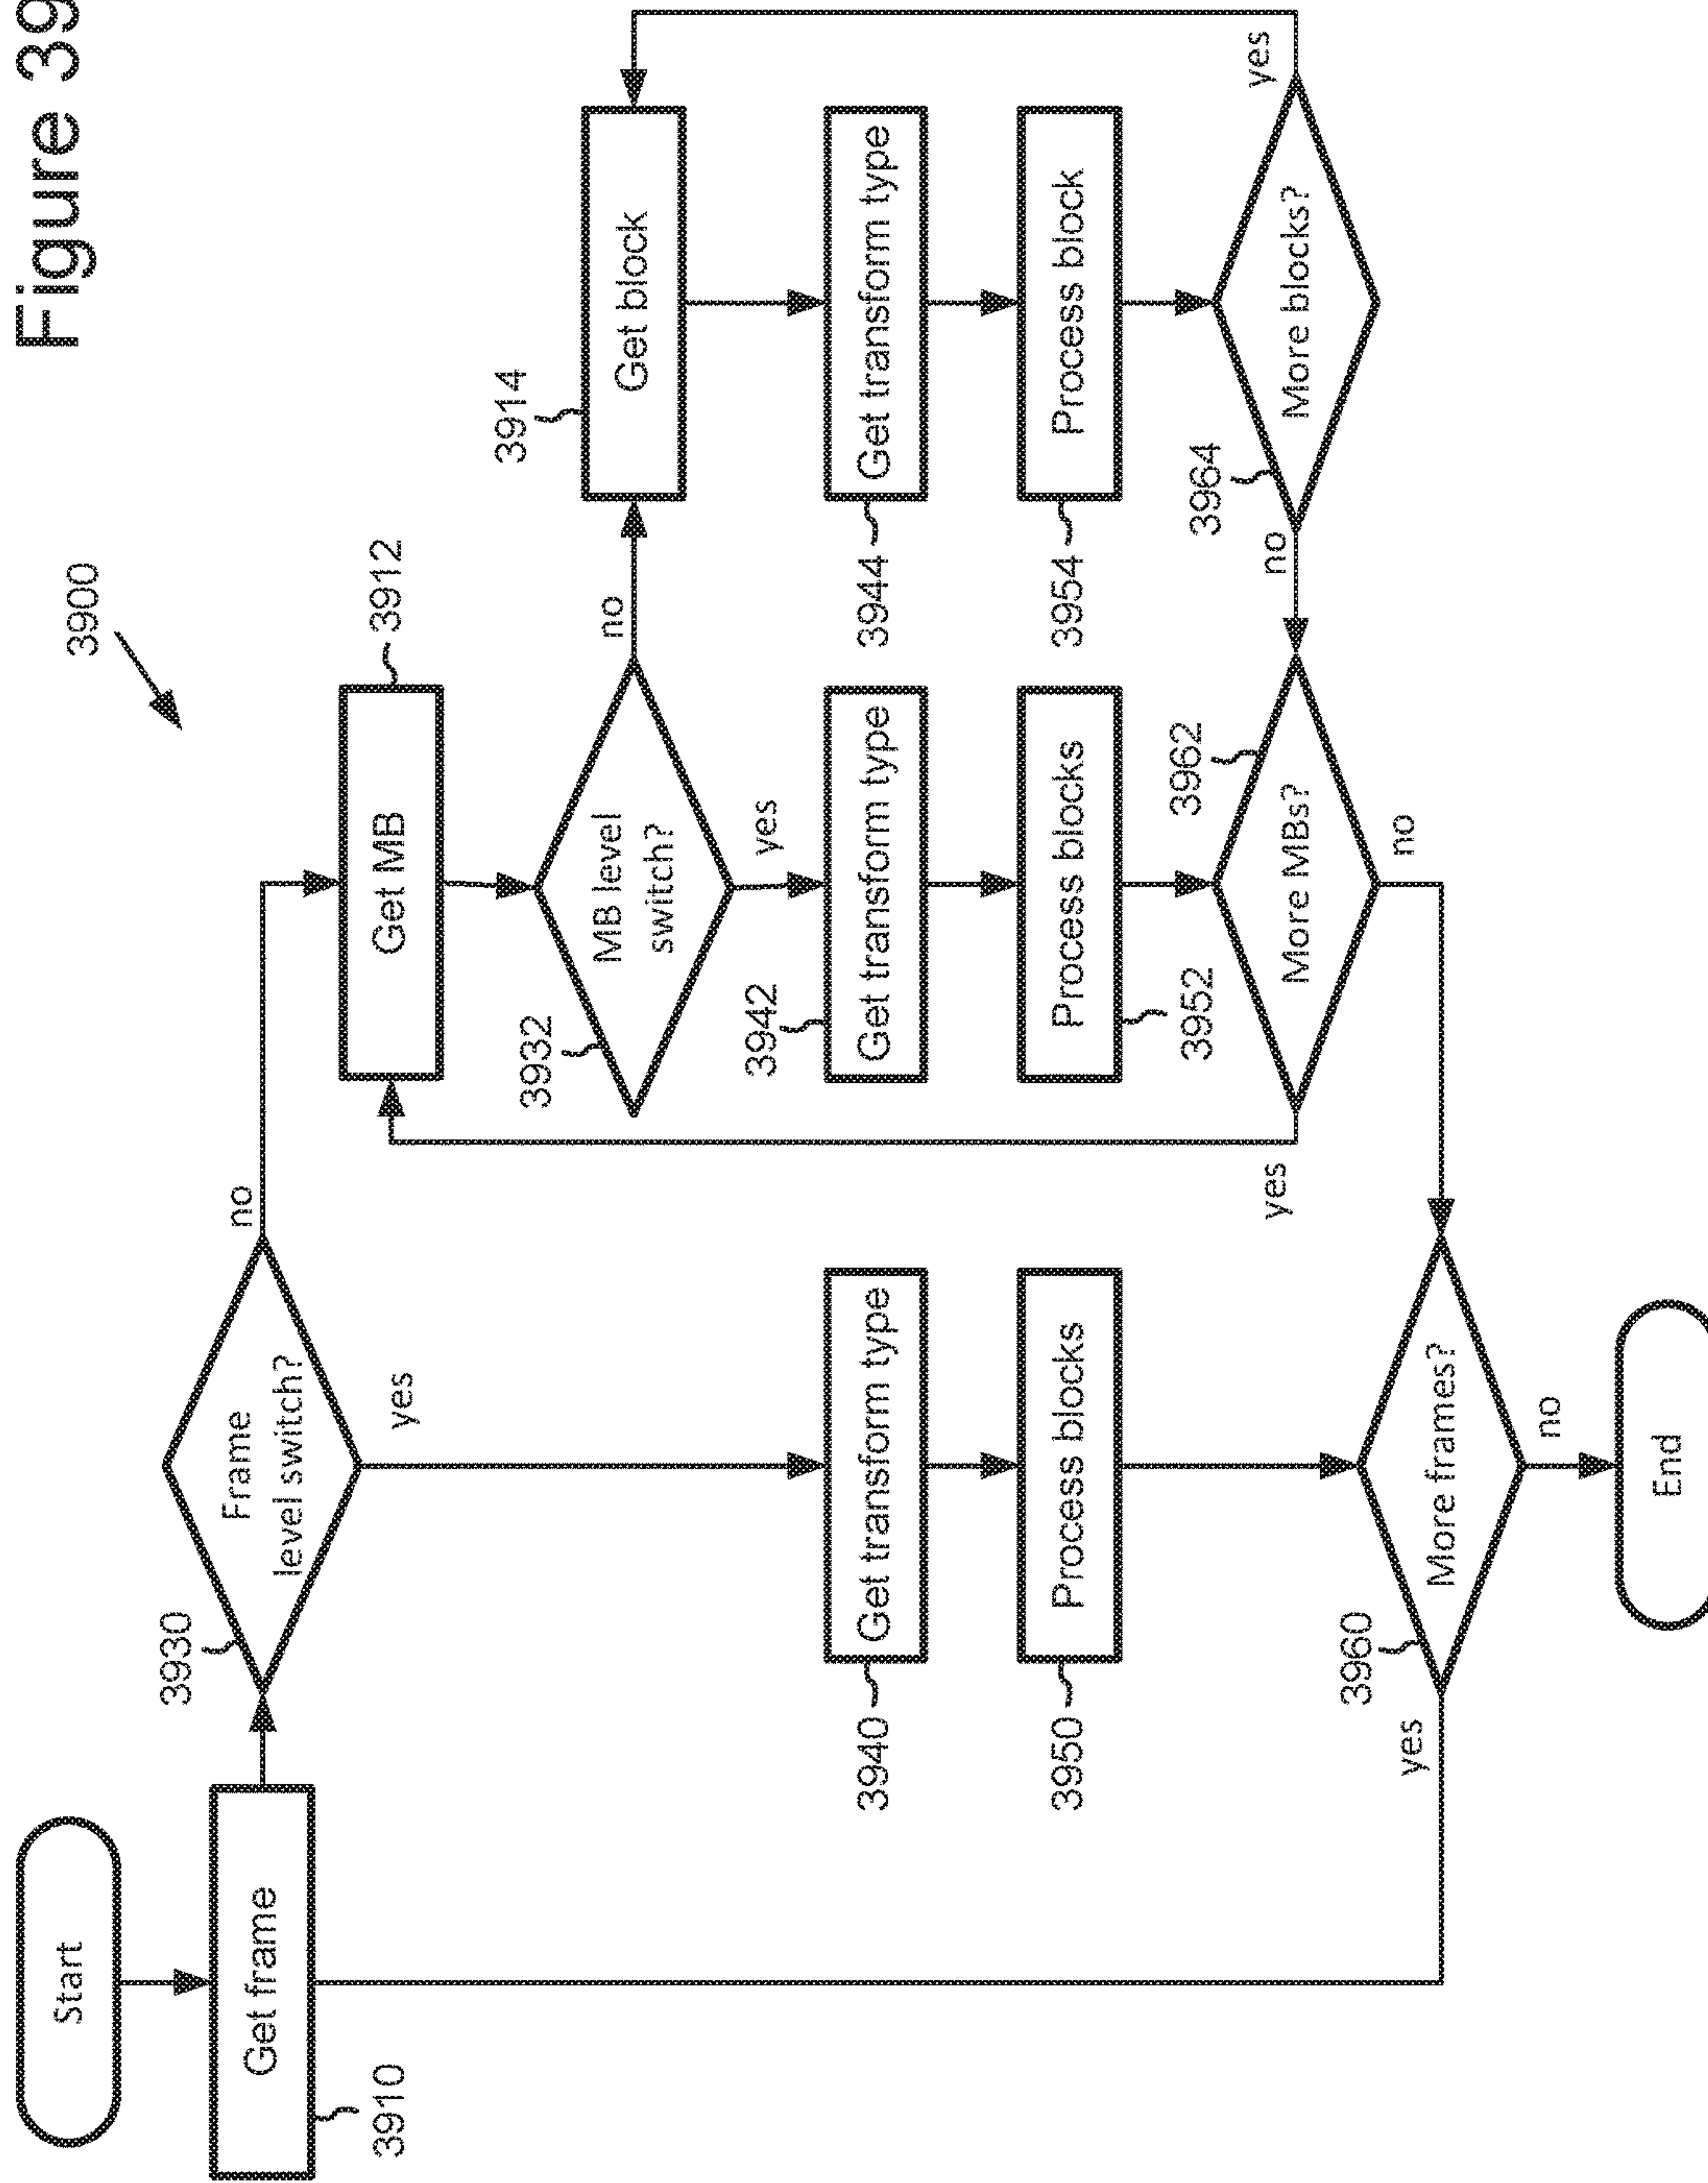 Figure 39
3900
Start
Get frame
3910
3930
Frame
level switch?
no
yes
Get MB
3912
3932
MB level
switch?
no
yes
3914
Get block
3940
Get transform type
3942
Get transform type
3944
Get transform type
3950
Process blocks
3952
Process blocks
3954
Process block
3964
More blocks?
yes
no
3962
More MBs?
yes
no
3960
More frames?
yes
no
End